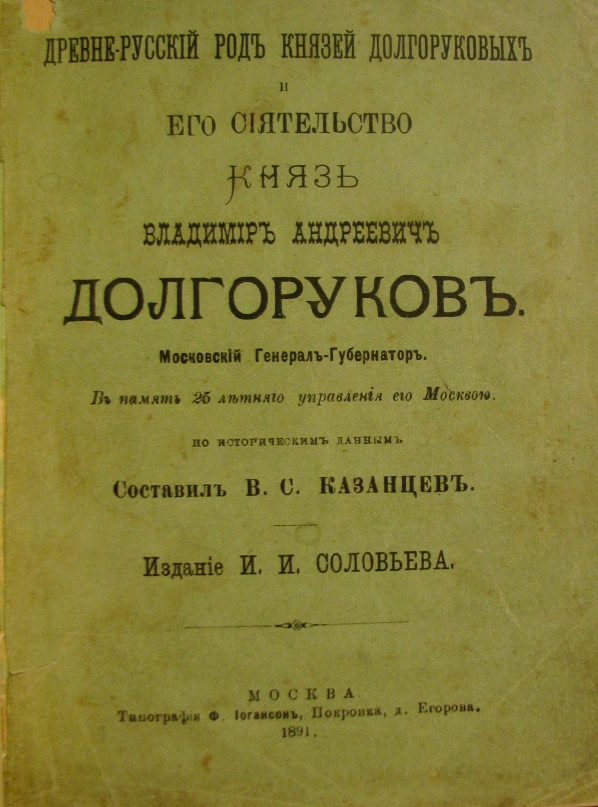 ДРЕВНЕ-РУССКІЙ РОДЪ КНЯЗЕЙ ДОЛГОРУКОВЫХЪ
И
ЕГО СІЯТЕЛЬСТВО
КНЯЗЬ
ВЛАДИМІРЪ АНДРЕЕВИЧЪ
ДОЛГОРУКОВЪ.
Московскій Генералъ-Губернаторъ.
Въ память 25 лѣтняго управленія его Москвою.
ПО ИСТОРИЧЕСКИМЪ ДАННЫМЪ
Составилъ В. С. КАЗАНЦЕВЪ.
Изданіе И. И. СОЛОВЬЕВА.
МОСКВА
Типографія Ф. Іогансонъ, Покровка, д. Егорова.
1891.